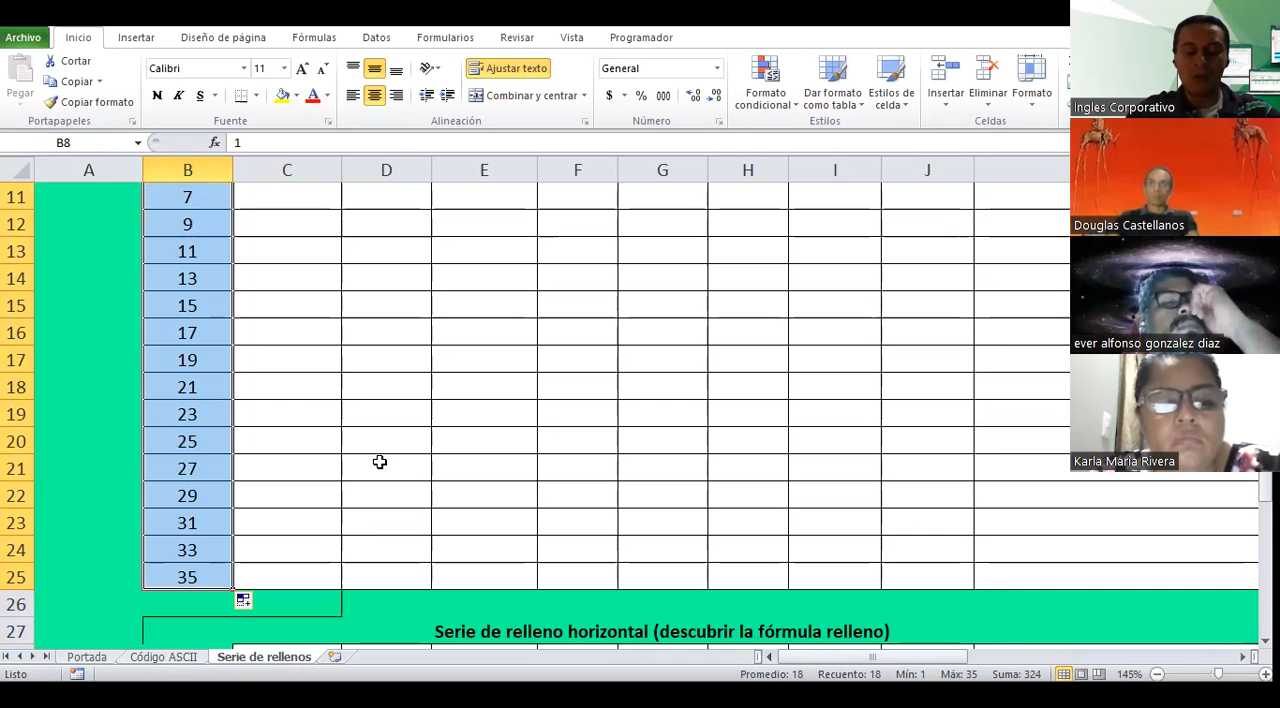 Archivo Inicio Insertar Diseño de página Fórmulas Datos Formularios Revisar Vista Programador
Cortar
Copiar
Copiar formato
Pegar
Portapapeles
Calibri 11
N K S
Fuente
Ajustar texto
Combinar y centrar
Alineación
General
$ % 000
Número
Formato condicional
Dar formato como tabla
Estilos de celda
Estilos
Insertar Eliminar Formato
Celdas
B8 fx 1
A B C D E F G H I J
11 7
12 9
13 11
14 13
15 15
16 17
17 19
18 21
19 23
20 25
21 27
22 29
23 31
24 33
25 35
26
27 Serie de relleno horizontal (descubrir la fórmula relleno)
Portada Código ASCII Serie de rellenos
Listo Promedio: 18 Recuento: 18 Mín: 1 Máx: 35 Suma: 324 145%
Ingles Corporativo
Douglas Castellanos
ever alfonso gonzalez diaz
Karla Maria Rivera